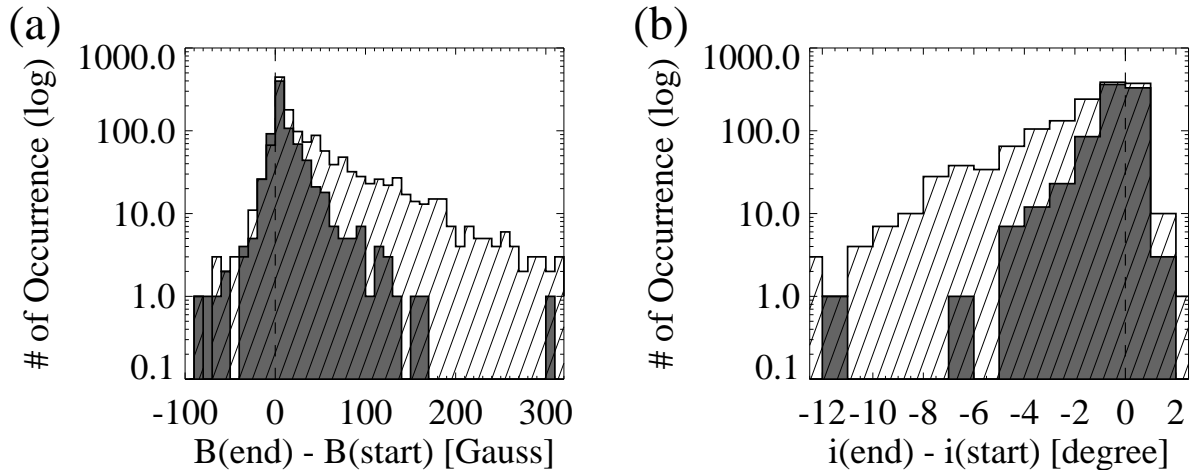 (a)
# of Occurrence (log)
1000.0
100.0
10.0
1.0
0.1
-100 0 100 200 300
B(end) - B(start) [Gauss]
(b)
# of Occurrence (log)
1000.0
100.0
10.0
1.0
0.1
-12 -10 -8 -6 -4 -2 0 2
i(end) - i(start) [degree]